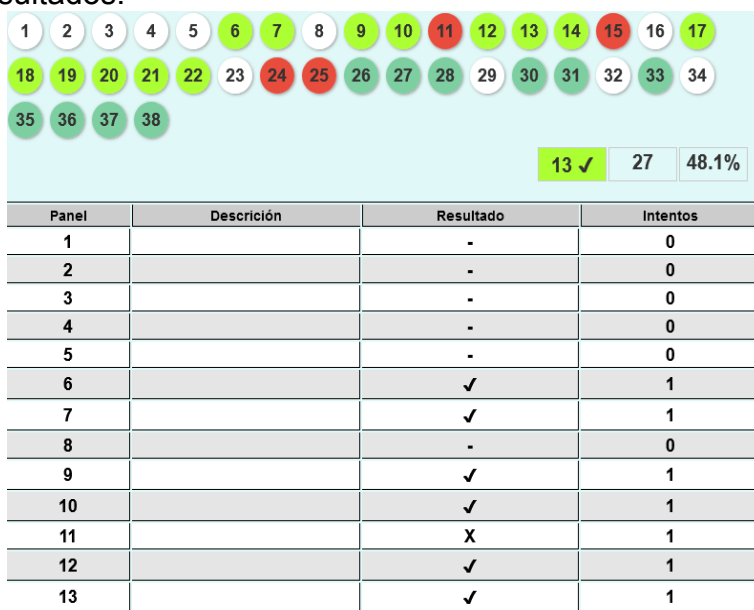 sultados.
1 2 3 4 5 6 7 8 9 10 11 12 13 14 15 16 17
18 19 20 21 22 23 24 25 26 27 28 29 30 31 32 33 34
35 36 37 38
13 ✓ 27 48.1%
Panel Descrición Resultado Intentos
1 - 0
2 - 0
3 - 0
4 - 0
5 - 0
6 ✓ 1
7 ✓ 1
8 - 0
9 ✓ 1
10 ✓ 1
11 X 1
12 ✓ 1
13 ✓ 1